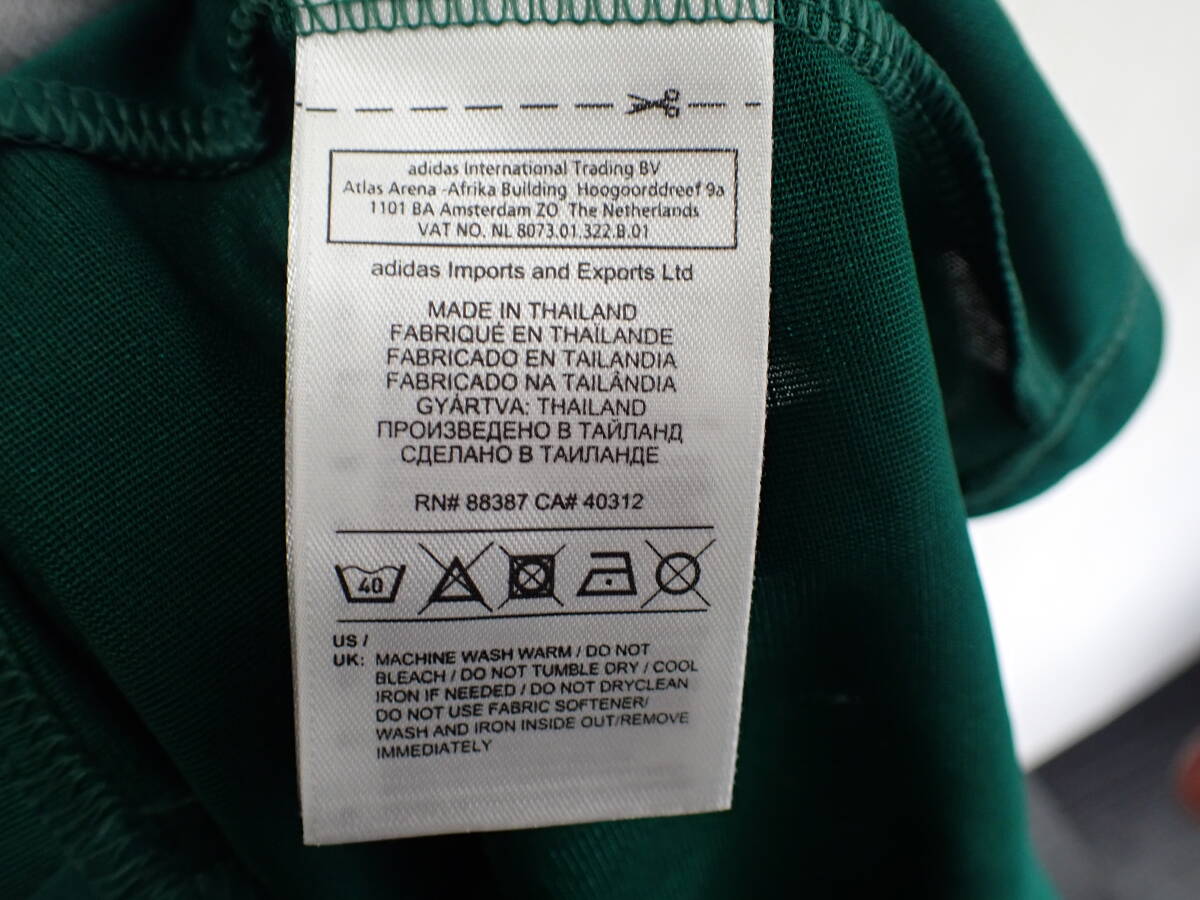 adidas International Trading BV
Atlas Arena -Afrika Building Hoogoorddreef 9a
1101 BA Amsterdam ZO The Netherlands
VAT NO. NL 8073.01.322.B.01
adidas Imports and Exports Ltd
MADE IN THAILAND
FABRIQUÉ EN THAÏLANDE
FABRICADO EN TAILANDIA
FABRICADO NA TAILÂNDIA
GYÁRTVA: THAILAND
ПРОИЗВЕДЕНО В ТАЙЛАНД
СДЕЛАНО В ТАИЛАНДЕ
RN# 88387 CA# 40312
40
US /
UK: MACHINE WASH WARM / DO NOT
BLEACH / DO NOT TUMBLE DRY / COOL
IRON IF NEEDED / DO NOT DRYCLEAN
DO NOT USE FABRIC SOFTENER/
WASH AND IRON INSIDE OUT/REMOVE
IMMEDIATELY